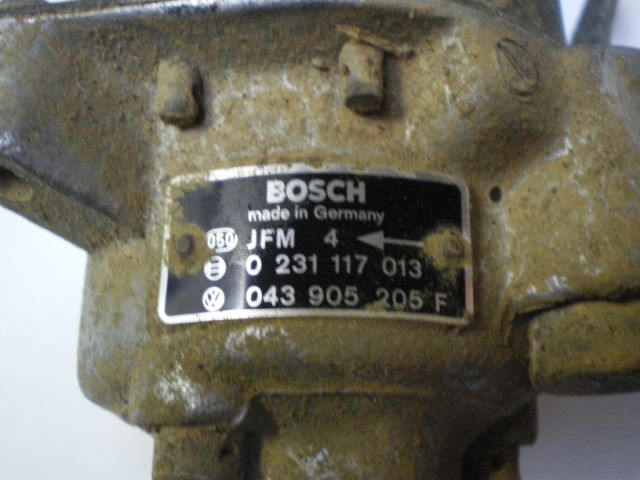 BOSCH
made in Germany
050 JFM 4
0 231 117 013
043 905 205 F